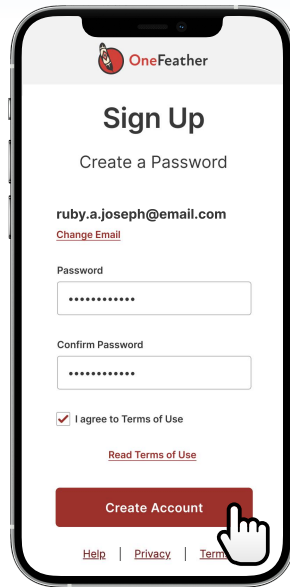 OneFeather
Sign Up
Create a Password
ruby.a.joseph@email.com
Change Email
Password
••••••••••••
Confirm Password
••••••••••••
I agree to Terms of Use
Read Terms of Use
Create Account
Help | Privacy | Term